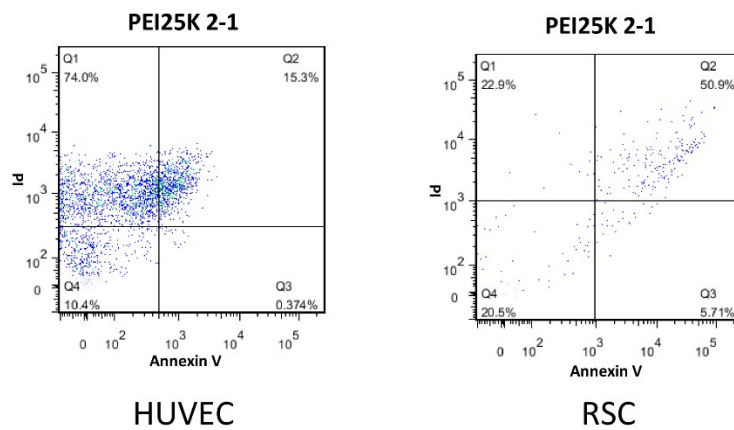 PEI25K 2-1
Q1
74.0%
Q2
15.3%
10^5
10^4
10^3
10^2
0
PI
Q4
10.4%
Q3
0.374%
0 10^2 10^3 10^4 10^5
Annexin V
HUVEC
PEI25K 2-1
Q1
22.9%
Q2
50.9%
10^5
10^4
10^3
10^2
0
PI
Q4
20.5%
Q3
5.71%
0 10^2 10^3 10^4 10^5
Annexin V
RSC